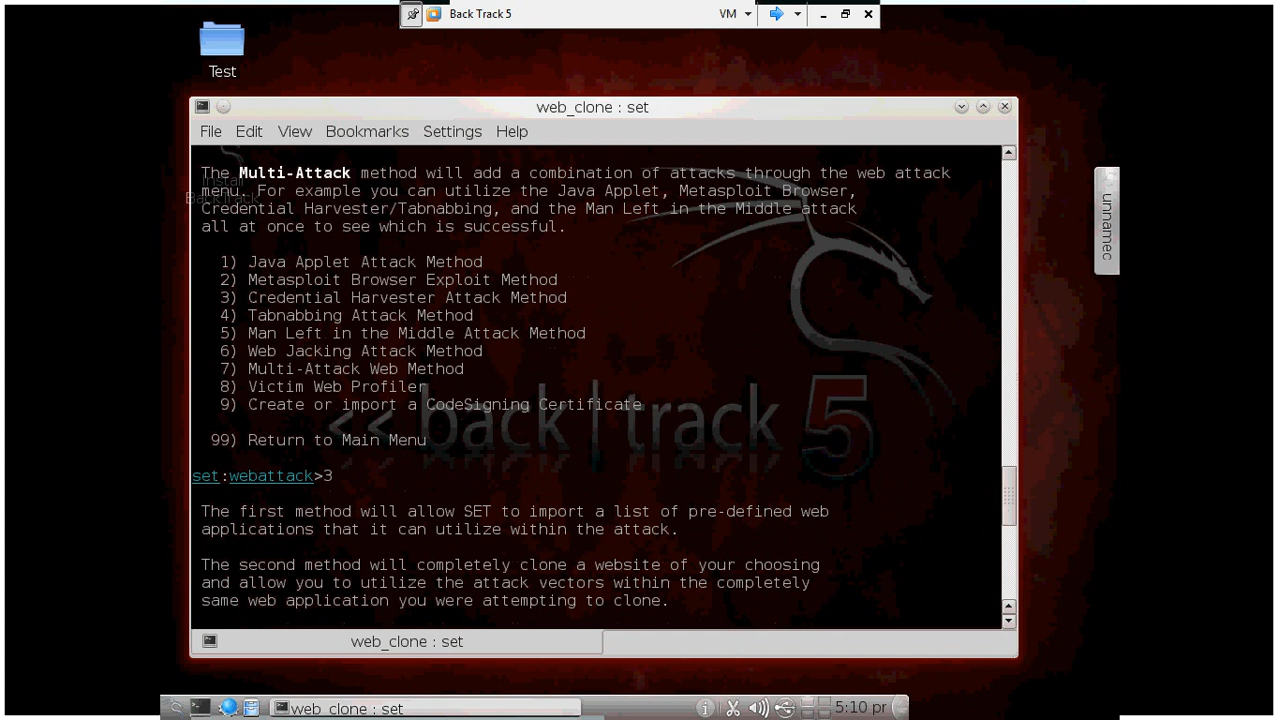 Back Track 5
VM
Test
web_clone : set
File Edit View Bookmarks Settings Help
Install
BackTrack
The Multi-Attack method will add a combination of attacks through the web attack
menu. For example you can utilize the Java Applet, Metasploit Browser,
Credential Harvester/Tabnabbing, and the Man Left in the Middle attack
all at once to see which is successful.
1) Java Applet Attack Method
2) Metasploit Browser Exploit Method
3) Credential Harvester Attack Method
4) Tabnabbing Attack Method
5) Man Left in the Middle Attack Method
6) Web Jacking Attack Method
7) Multi-Attack Web Method
8) Victim Web Profiler
9) Create or import a CodeSigning Certificate
<< back|track 5
99) Return to Main Menu
set:webattack>3
The first method will allow SET to import a list of pre-defined web
applications that it can utilize within the attack.
The second method will completely clone a website of your choosing
and allow you to utilize the attack vectors within the completely
same web application you were attempting to clone.
web_clone : set
unnamec
web_clone : set
5:10 pr